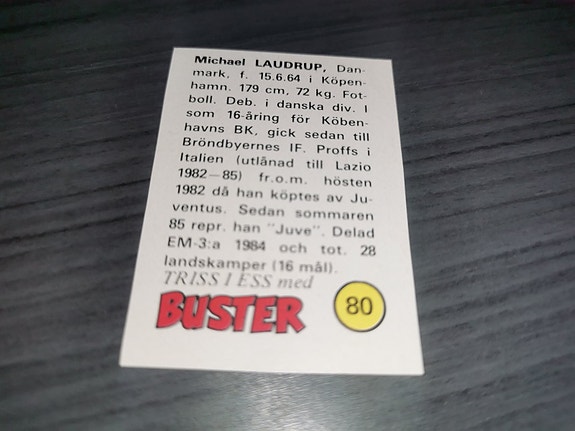 Michael LAUDRUP, Dan-
mark, f. 15.6.64 i Köpen-
hamn. 179 cm, 72 kg. Fot-
boll. Deb. i danska div. I
som 16-åring för Köben-
havns BK, gick sedan till
Bröndbyernes IF. Proffs i
Italien (utlånad till Lazio
1982–85) fr.o.m. hösten
1982 då han köptes av Ju-
ventus. Sedan sommaren
85 repr. han "Juve". Delad
EM-3:a 1984 och tot. 28
landskamper (16 mål).
TRISS I ESS med
BUSTER 80